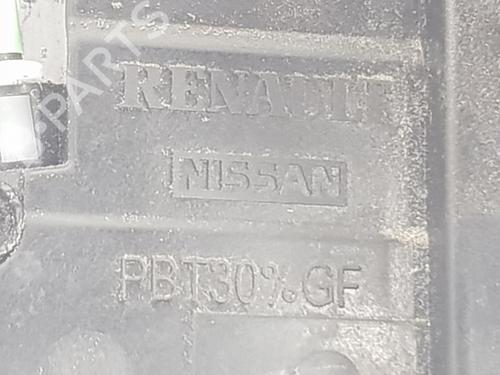 RENAULT
NISSAN
PBT30%GF